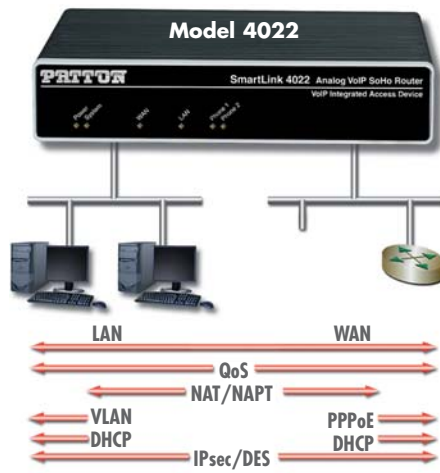 Model 4022
PATTON
SmartLink 4022 Analog VoIP SoHo Router
VoIP Integrated Access Device
Power
System
WAN
LAN
Phone 1
Phone 2
LAN WAN
QoS
NAT/NAPT
VLAN PPPoE
DHCP DHCP
IPsec/DES